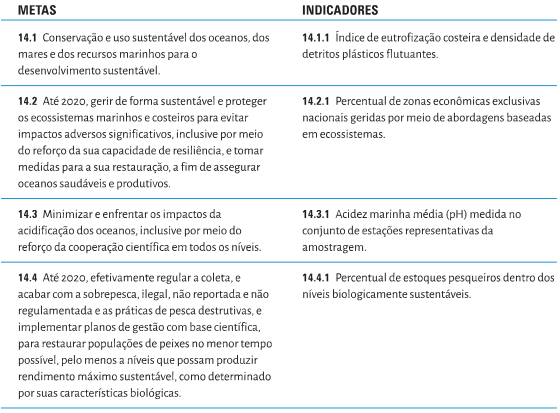 METAS
INDICADORES
14.1 Conservação e uso sustentável dos oceanos, dos
mares e dos recursos marinhos para o
desenvolvimento sustentável.
14.1.1 Índice de eutrofização costeira e densidade de
detritos plásticos flutuantes.
14.2 Até 2020, gerir de forma sustentável e proteger
os ecossistemas marinhos e costeiros para evitar
impactos adversos significativos, inclusive por meio
do reforço da sua capacidade de resiliência, e tomar
medidas para a sua restauração, a fim de assegurar
oceanos saudáveis e produtivos.
14.2.1 Percentual de zonas econômicas exclusivas
nacionais geridas por meio de abordagens baseadas
em ecossistemas.
14.3 Minimizar e enfrentar os impactos da
acidificação dos oceanos, inclusive por meio do
reforço da cooperação científica em todos os níveis.
14.3.1 Acidez marinha média (pH) medida no
conjunto de estações representativas da
amostragem.
14.4 Até 2020, efetivamente regular a coleta, e
acabar com a sobrepesca, ilegal, não reportada e não
regulamentada e as práticas de pesca destrutivas, e
implementar planos de gestão com base científica,
para restaurar populações de peixes no menor tempo
possível, pelo menos a níveis que possam produzir
rendimento máximo sustentável, como determinado
por suas características biológicas.
14.4.1 Percentual de estoques pesqueiros dentro dos
níveis biologicamente sustentáveis.